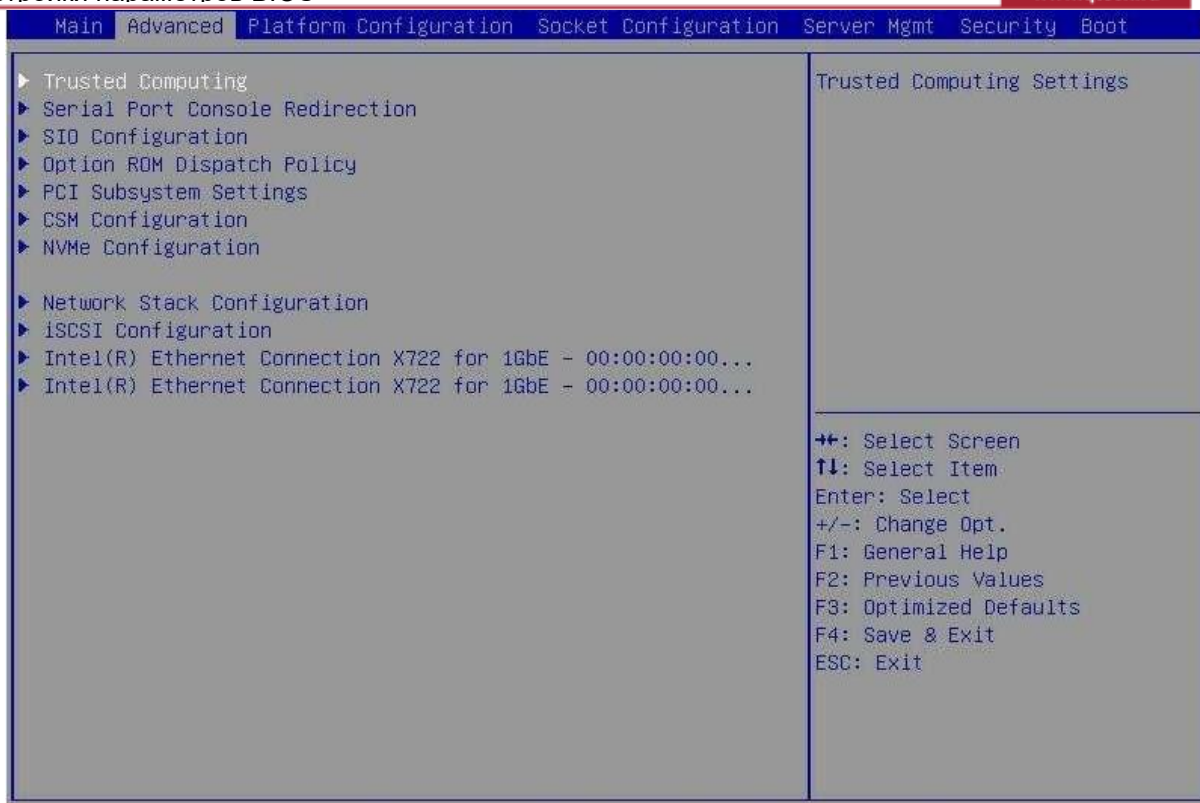 параметров BIOS
Main Advanced Platform Configuration Socket Configuration Server Mgmt Security Boot
Trusted Computing
Serial Port Console Redirection
SIO Configuration
Option ROM Dispatch Policy
PCI Subsystem Settings
CSM Configuration
NVMe Configuration
Network Stack Configuration
iSCSI Configuration
Intel(R) Ethernet Connection X722 for 1GbE - 00:00:00:00...
Intel(R) Ethernet Connection X722 for 1GbE - 00:00:00:00...
Trusted Computing Settings
→←: Select Screen
↑↓: Select Item
Enter: Select
+/-: Change Opt.
F1: General Help
F2: Previous Values
F3: Optimized Defaults
F4: Save & Exit
ESC: Exit